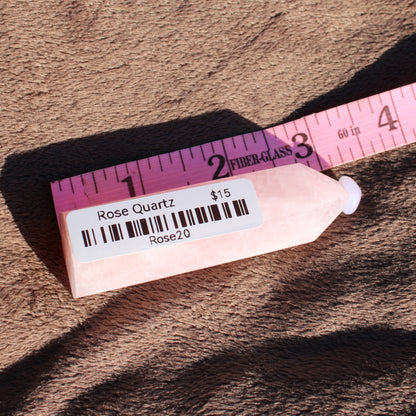 1 2 FIBER-GLASS 3 60 in 4
Rose Quartz $15
Rose20